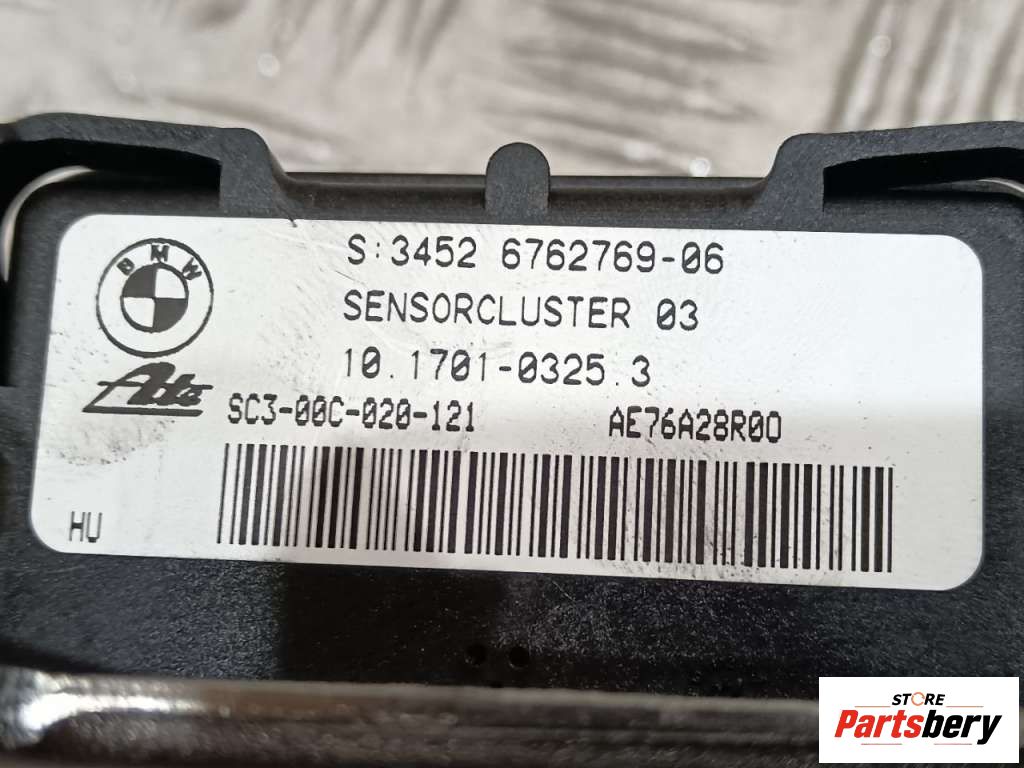 BMW
S:3452 6762769-06
SENSORCLUSTER 03
10.1701-0325.3
Ate
SC3-00C-020-121 AE76A28R00
HU
STORE
Partsbery